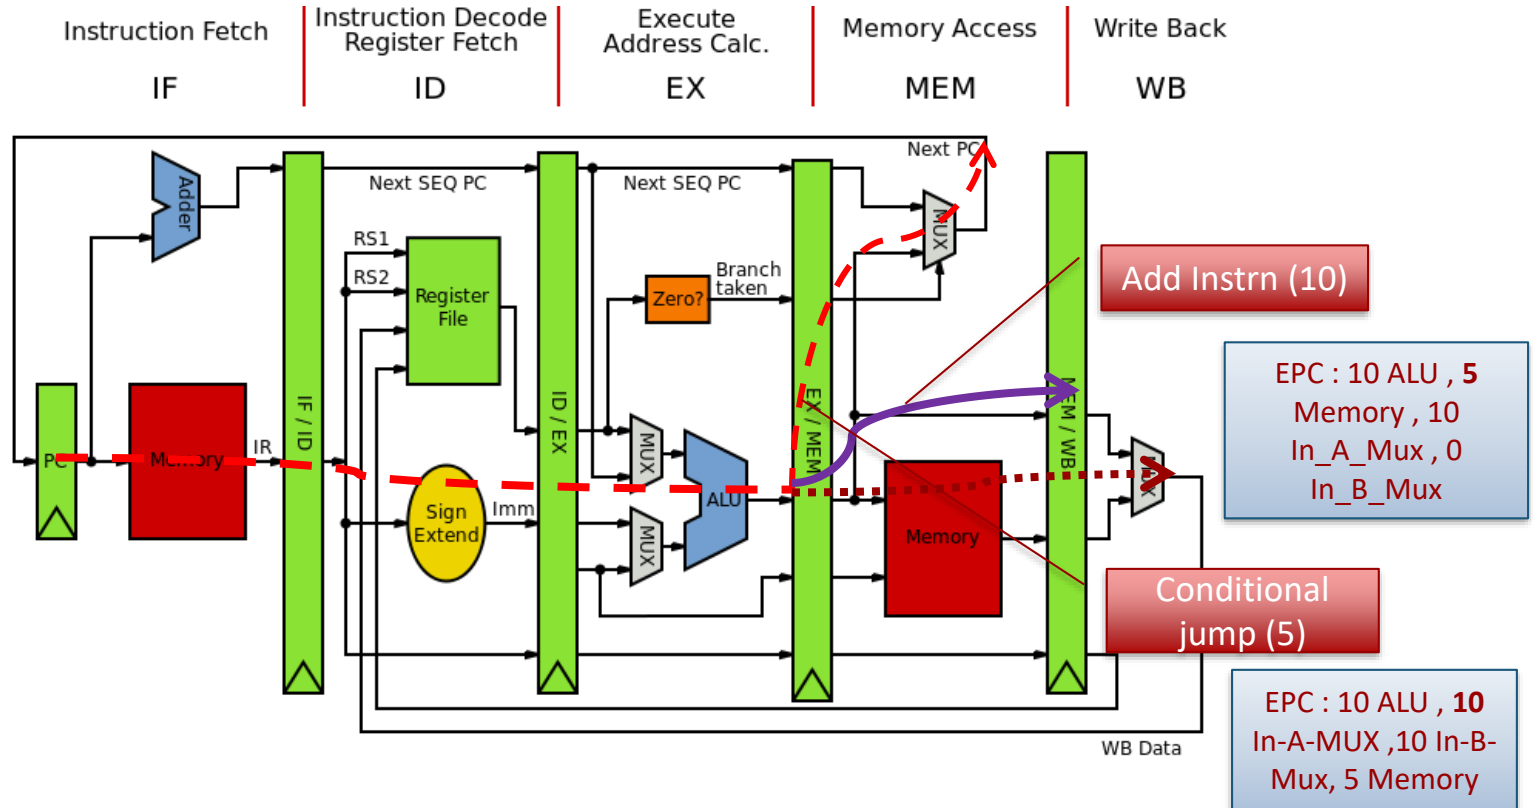 Instruction Fetch
IF
Instruction Decode
Register Fetch
ID
Execute
Address Calc.
EX
Memory Access
MEM
Write Back
WB
Next PC
Adder
Next SEQ PC
Next SEQ PC
MUX
RS1
RS2
Register
File
Branch
taken
Zero?
Add Instrn (10)
EPC : 10 ALU , 5
Memory , 10
In_A_Mux , 0
In_B_Mux
PC
Memory
IR
IF / ID
ID / EX
EX / MEM
MEM / WB
MUX
MUX
ALU
MUX
Sign
Extend
Imm
Memory
Conditional
jump (5)
EPC : 10 ALU , 10
In-A-MUX ,10 In-B-
Mux, 5 Memory
WB Data